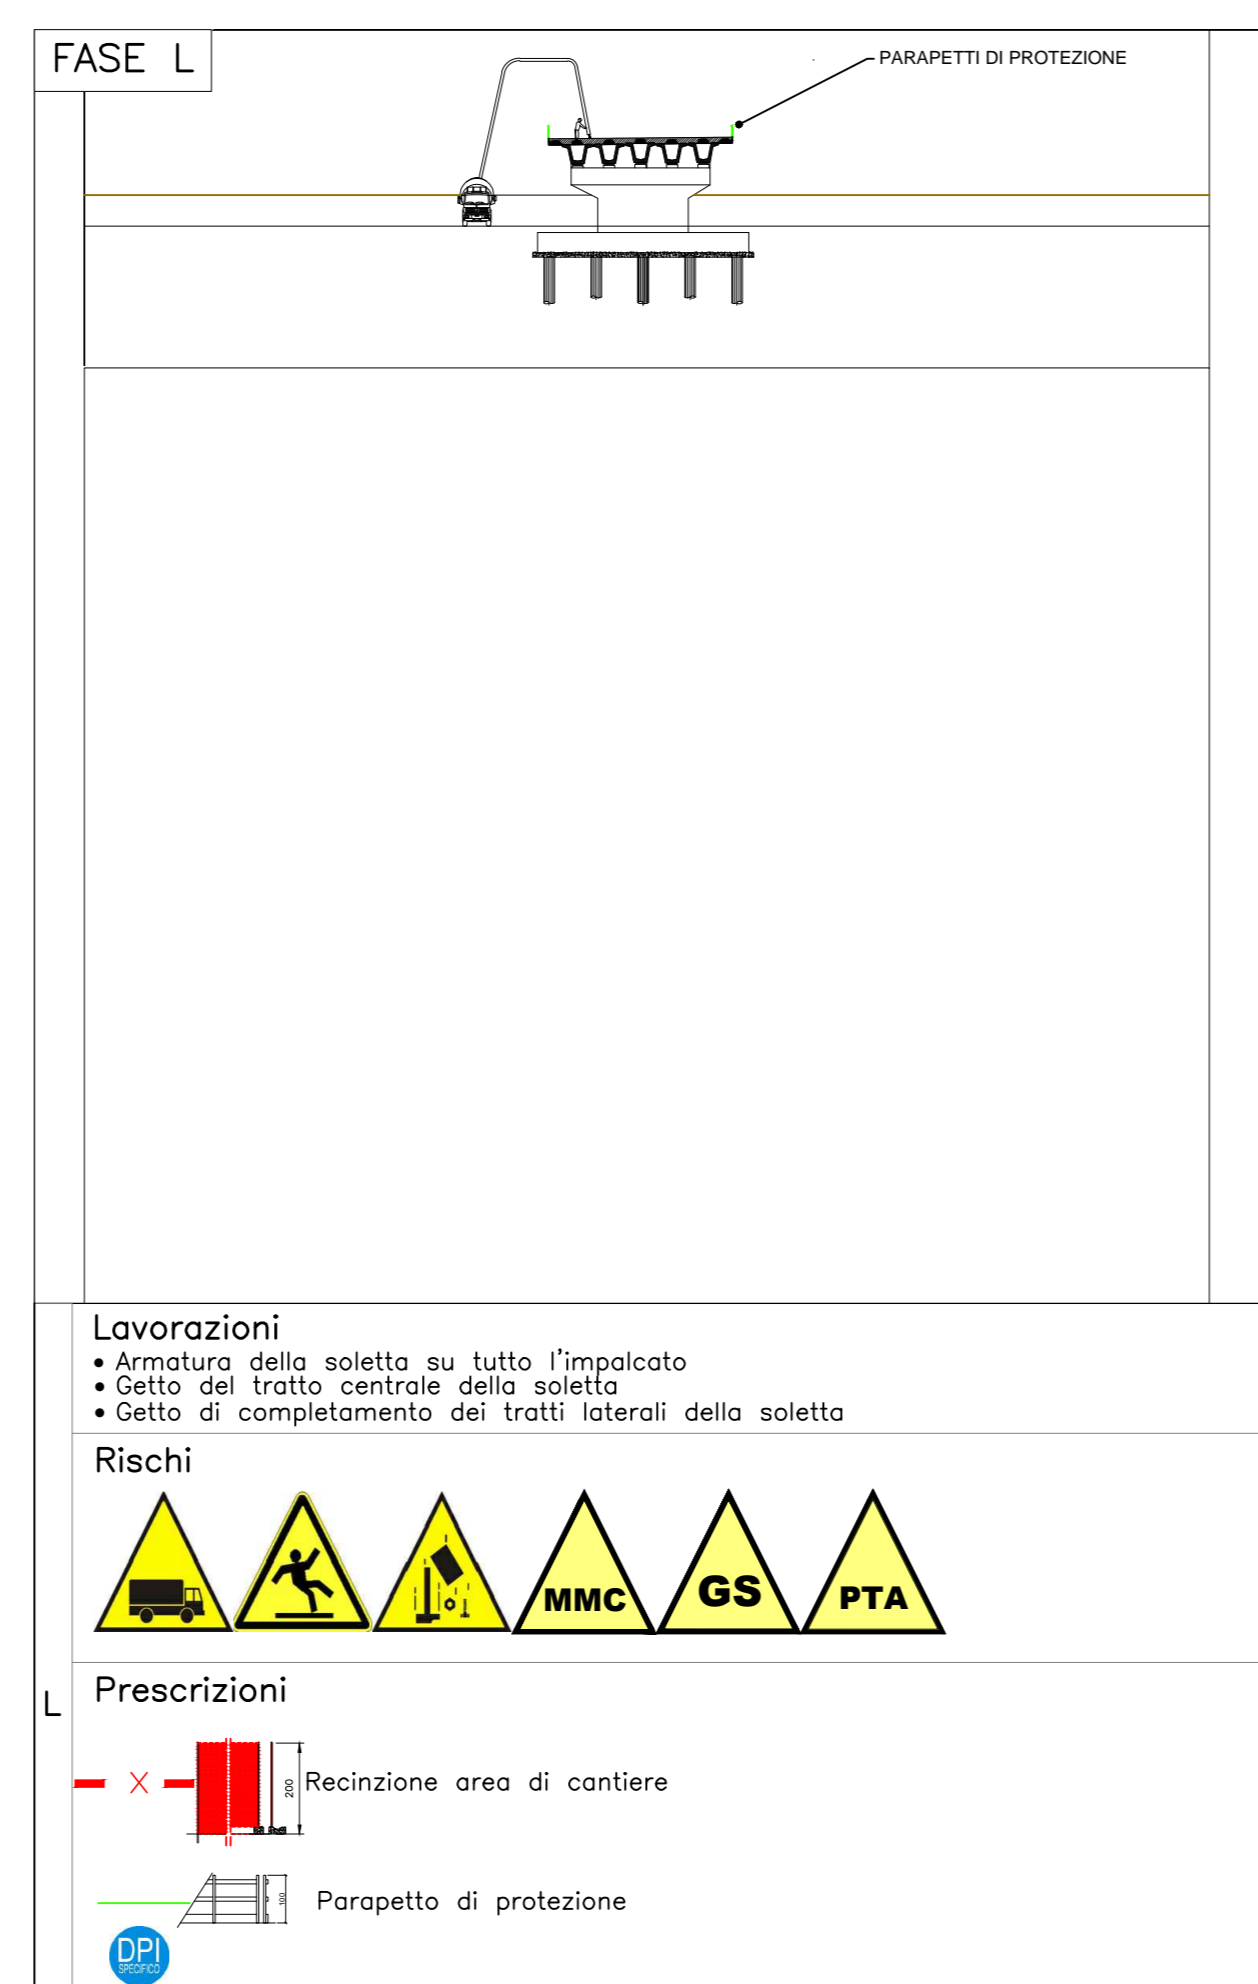 FASE L
PARAPETTI DI PROTEZIONE
Lavorazioni
• Armatura della soletta su tutto l'impalcato
• Getto del tratto centrale della soletta
• Getto di completamento dei tratti laterali della soletta
Rischi
MMC GS PTA
L
Prescrizioni
X
200
Recinzione area di cantiere
100
Parapetto di protezione
DPI
SPECIFICO